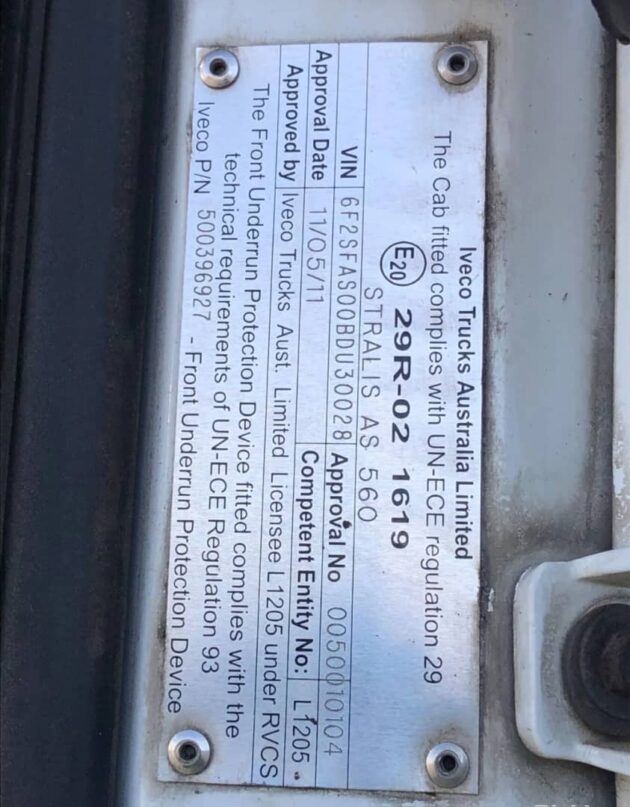 Iveco Trucks Australia Limited
The Cab fitted complies with UN-ECE regulation 29
E20 29R-02 1619
STRALIS AS 560
VIN 6F2SFAS00BDU30028 Approval No 0050010104
Approval Date 11/05/11 Competent Entity No: L1205
Approved by Iveco Trucks Aust. Limited Licensee L1205 under RVCS
The Front Underrun Protection Device fitted complies with the
technical requirements of UN-ECE Regulation 93
Iveco P/N 500396927 - Front Underrun Protection Device